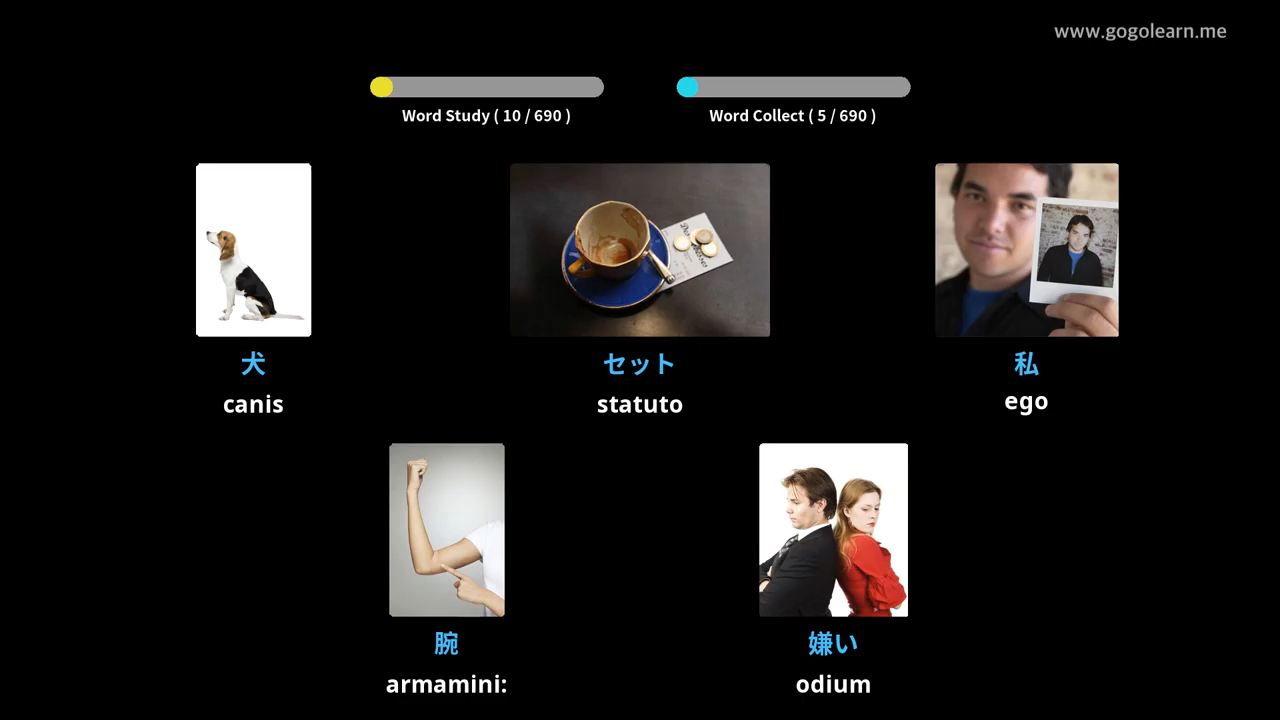 www.gogolearn.me
Word Study ( 10 / 690 )
Word Collect ( 5 / 690 )
犬
canis
セット
statuto
私
ego
腕
armamini:
嫌い
odium